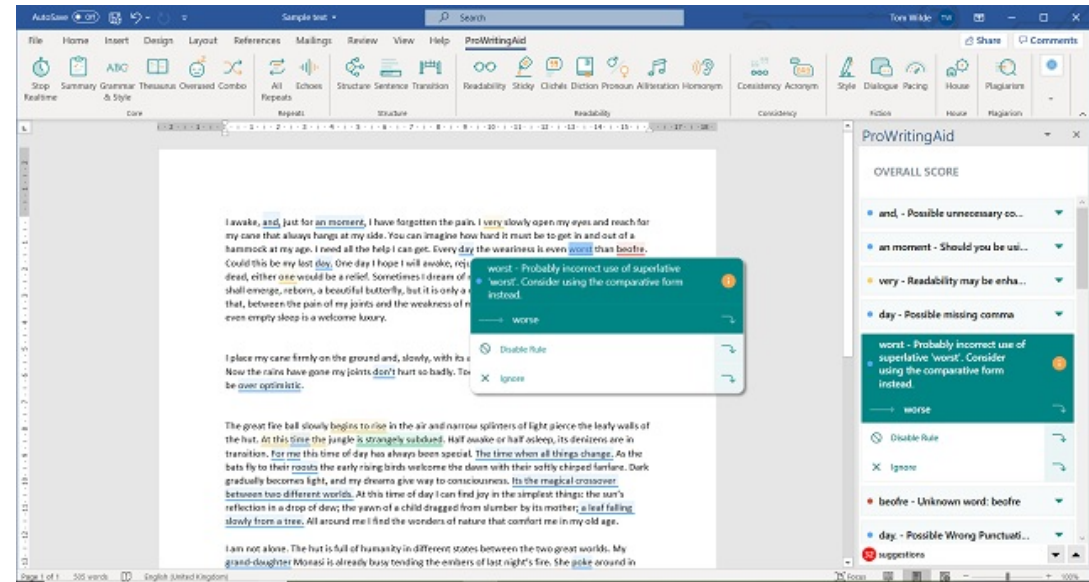 AutoSave Off Sample test Search Tom Wilde TW
File Home Insert Design Layout References Mailings Review View Help ProWritingAid Share Comments
Stop Realtime Summary Grammar & Style Thesaurus Overused Combo All Repeats Echoes Structure Sentence Transition Readability Sticky Clichés Diction Pronoun Alliteration Homonym Consistency Acronym Style Dialogue Pacing House Plagiarism
Core Repeats Structure Readability Consistency Fiction House Plagiarism
I awake, and, just for an moment, I have forgotten the pain. I very slowly open my eyes and reach for
my cane that always hangs at my side. You can imagine how hard it must be to get in and out of a
hammock at my age. I need all the help I can get. Every day the weariness is even worst than beofre.
Could this be my last day. One day I hope I will awake, reju
dead, either one would be a relief. Sometimes I dream of
shall emerge, reborn, a beautiful butterfly, but it is only a
that, between the pain of my joints and the weakness of
even empty sleep is a welcome luxury.
worst - Probably incorrect use of superlative
'worst'. Consider using the comparative form
instead.
worse
Disable Rule
Ignore
I place my cane firmly on the ground and, slowly, with its
Now the rains have gone my joints don't hurt so badly.
be over optimistic.
The great fire ball slowly begins to rise in the air and narrow splinters of light pierce the leafy walls of
the hut. At this time the jungle is strangely subdued. Half awake or half asleep, its denizens are in
transition. For me this time of day has always been special. The time when all things change. As the
bats fly to their roosts the early rising birds welcome the dawn with their softly chirped fanfare. Dark
gradually becomes light, and my dreams give way to consciousness. Its the magical crossover
between two different worlds. At this time of day I can find joy in the simplest things: the sun's
reflection in a drop of dew; the yawn of a child dragged from slumber by its mother; a leaf falling
slowly from a tree. All around me I find the wonders of nature that comfort me in my old age.
I am not alone. The hut is full of humanity in different states between the two great worlds. My
grand-daughter Monasi is already busy tending the embers of last night's fire. She poke around in
ProWritingAid
OVERALL SCORE
and, - Possible unnecessary co...
an moment - Should you be usi...
very - Readability may be enha...
day - Possible missing comma
worst - Probably incorrect use of
superlative 'worst'. Consider
using the comparative form
instead.
worse
Disable Rule
Ignore
beofre - Unknown word: beofre
day. - Possible Wrong Punctuati...
suggestions
Page 1 of 1 505 words English (United Kingdom) Focus 100%